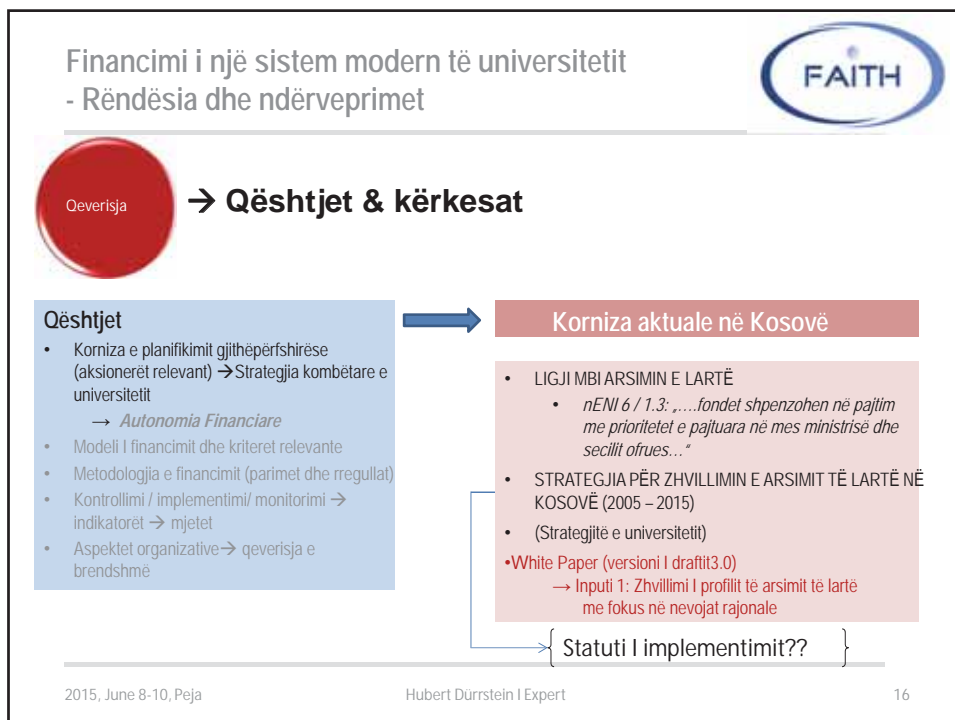 Financimi i një sistem modern të universitetit
- Rëndësia dhe ndërveprimet
FAITH
Qeverisja
→ Qështjet & kërkesat
Qështjet
• Korniza e planifikimit gjithëpërfshirëse
(aksionerët relevant) →Strategjia kombëtare e
universitetit
→ Autonomia Financiare
• Modeli I financimit dhe kriteret relevante
• Metodologjia e financimit (parimet dhe rregullat)
• Kontrollimi / implementimi/ monitorimi →
indikatorët → mjetet
• Aspektet organizative→ qeverisja e
brendshmë
Korniza aktuale në Kosovë
• LIGJI MBI ARSIMIN E LARTË
• nENI 6 / 1.3: „....fondet shpenzohen në pajtim
me prioritetet e pajtuara në mes ministrisë dhe
secilit ofrues...“
• STRATEGJIA PËR ZHVILLIMIN E ARSIMIT TË LARTË NË
KOSOVË (2005 – 2015)
• (Strategjitë e universitetit)
•White Paper (versioni I draftit3.0)
→ Inputi 1: Zhvillimi I profilit të arsimit të lartë
me fokus në nevojat rajonale
Statuti I implementimit??
2015, June 8-10, Peja
Hubert Dürrstein I Expert
16